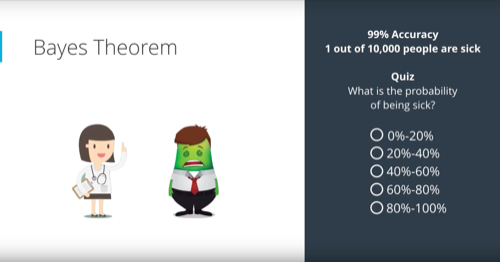 Bayes Theorem
99% Accuracy
1 out of 10,000 people are sick
Quiz
What is the probability
of being sick?
0%-20%
20%-40%
40%-60%
60%-80%
80%-100%